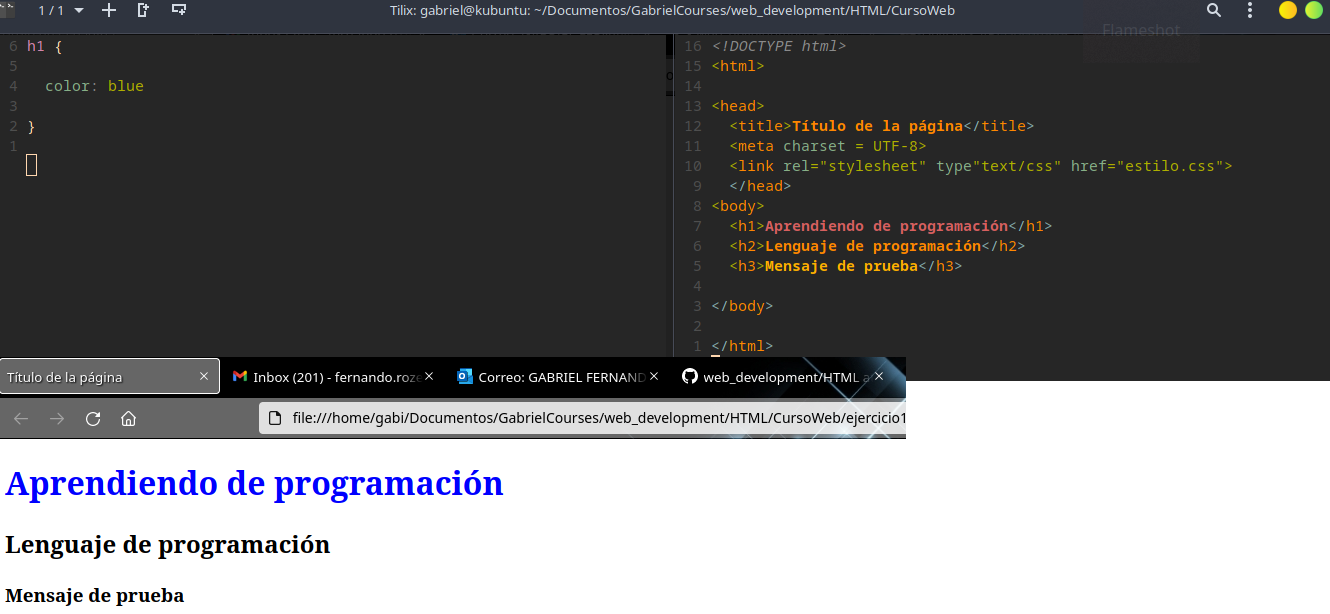 1 / 1
Tilix: gabriel@kubuntu: ~/Documentos/GabrielCourses/web_development/HTML/CursoWeb
Flameshot
6 h1 {
5
4 color: blue
3
2 }
1
16 <!DOCTYPE html>
15 <html>
14
13 <head>
12 <title>Título de la página</title>
11 <meta charset = UTF-8>
10 <link rel="stylesheet" type"text/css" href="estilo.css">
9 </head>
8 <body>
7 <h1>Aprendiendo de programación</h1>
6 <h2>Lenguaje de programación</h2>
5 <h3>Mensaje de prueba</h3>
4
3 </body>
2
1 </html>
Título de la página
Inbox (201) - fernando.roze
Correo: GABRIEL FERNAND
web_development/HTML a
file:///home/gabi/Documentos/GabrielCourses/web_development/HTML/CursoWeb/ejercicio1
Aprendiendo de programación
Lenguaje de programación
Mensaje de prueba